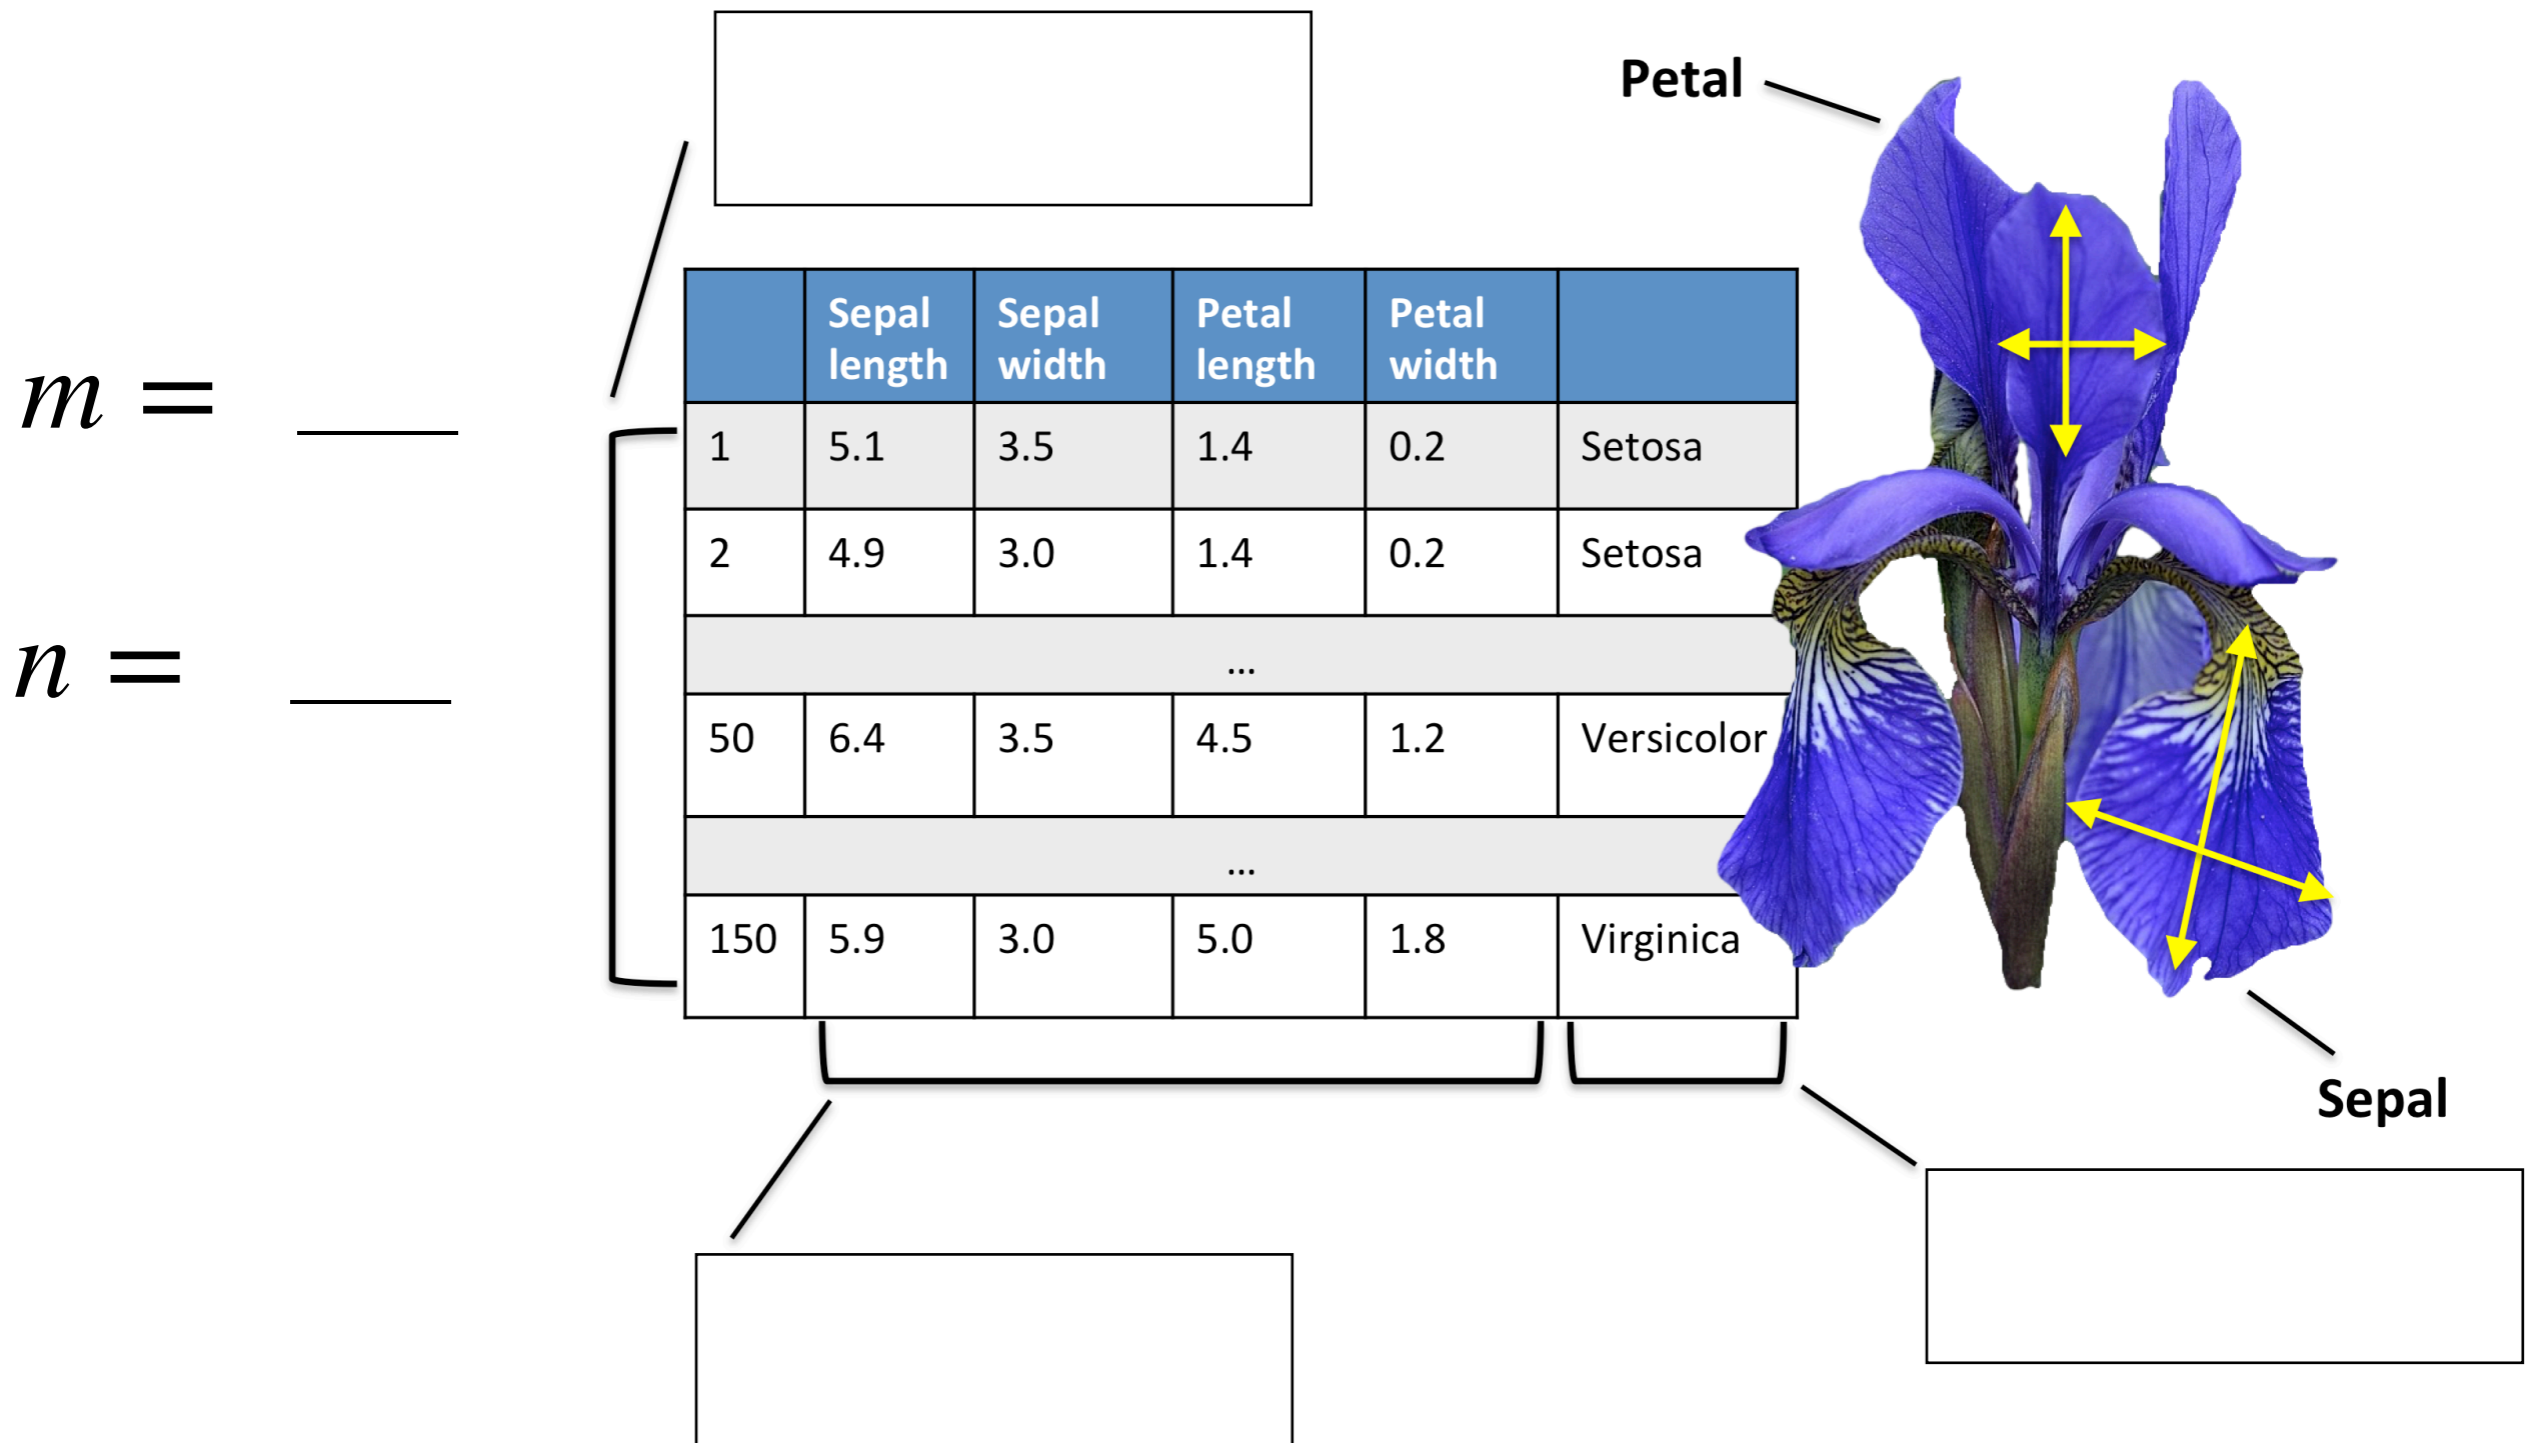 Petal
m = ___
n = ___
Sepal length Sepal width Petal length Petal width
1 5.1 3.5 1.4 0.2 Setosa
2 4.9 3.0 1.4 0.2 Setosa
...
50 6.4 3.5 4.5 1.2 Versicolor
...
150 5.9 3.0 5.0 1.8 Virginica
Sepal